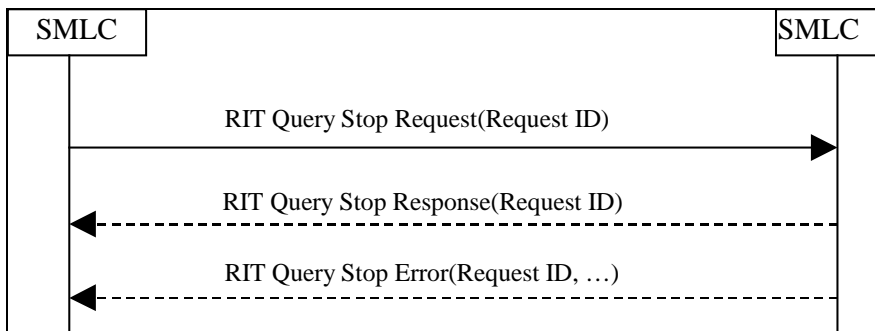 SMLC
SMLC
RIT Query Stop Request(Request ID)
RIT Query Stop Response(Request ID)
RIT Query Stop Error(Request ID, …)